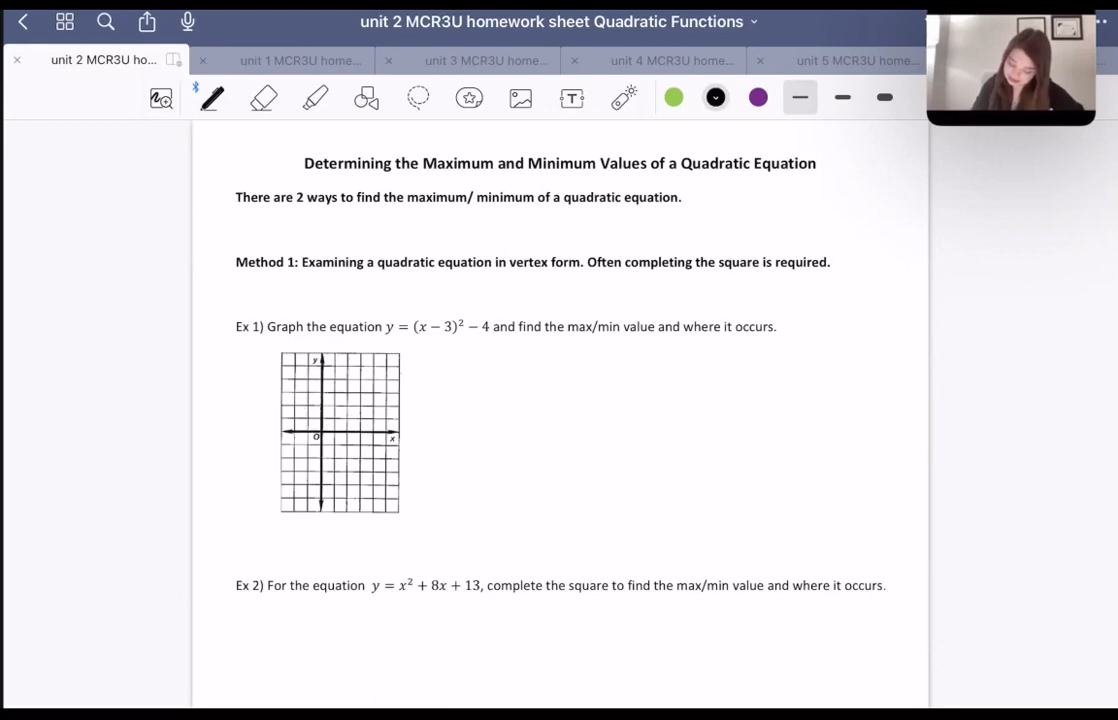 unit 2 MCR3U homework sheet Quadratic Functions
unit 2 MCR3U ho...
unit 1 MCR3U home...
unit 3 MCR3U home...
unit 4 MCR3U home...
unit 5 MCR3U home...
Determining the Maximum and Minimum Values of a Quadratic Equation
There are 2 ways to find the maximum/ minimum of a quadratic equation.
Method 1: Examining a quadratic equation in vertex form. Often completing the square is required.
Ex 1) Graph the equation y = (x − 3)² − 4 and find the max/min value and where it occurs.
y
O
x
Ex 2) For the equation y = x² + 8x + 13, complete the square to find the max/min value and where it occurs.